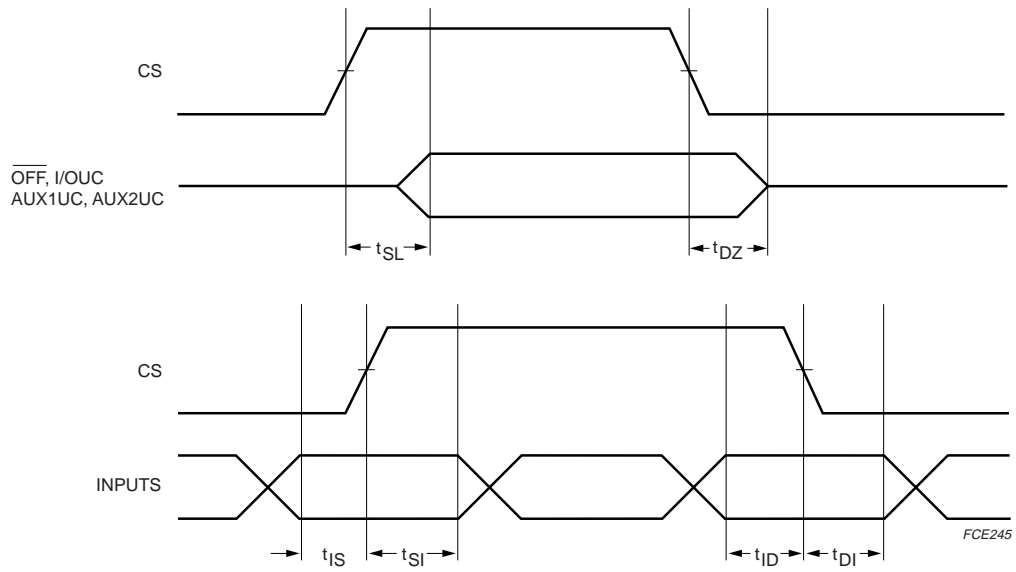 CS
OFF, I/OUC
AUX1UC, AUX2UC
tSL
tDZ
CS
INPUTS
FCE245
tIS
tSI
tID
tDI